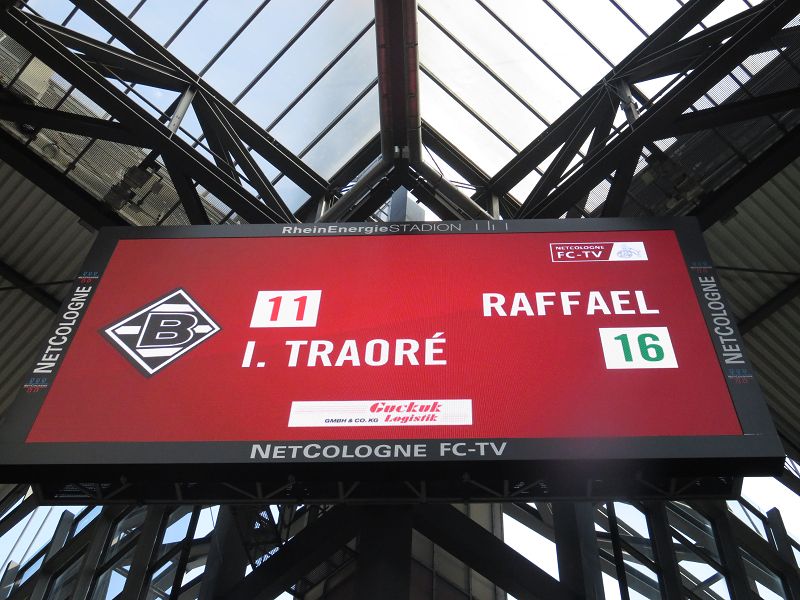 RheinEnergieSTADION
NETCOLOGNE
FC-TV
11
I. TRAORÉ
RAFFAEL
16
B
Guckuk
GMBH & CO. KG Logistik
NETCOLOGNE
NETCOLOGNE
NETCOLOGNE FC-TV